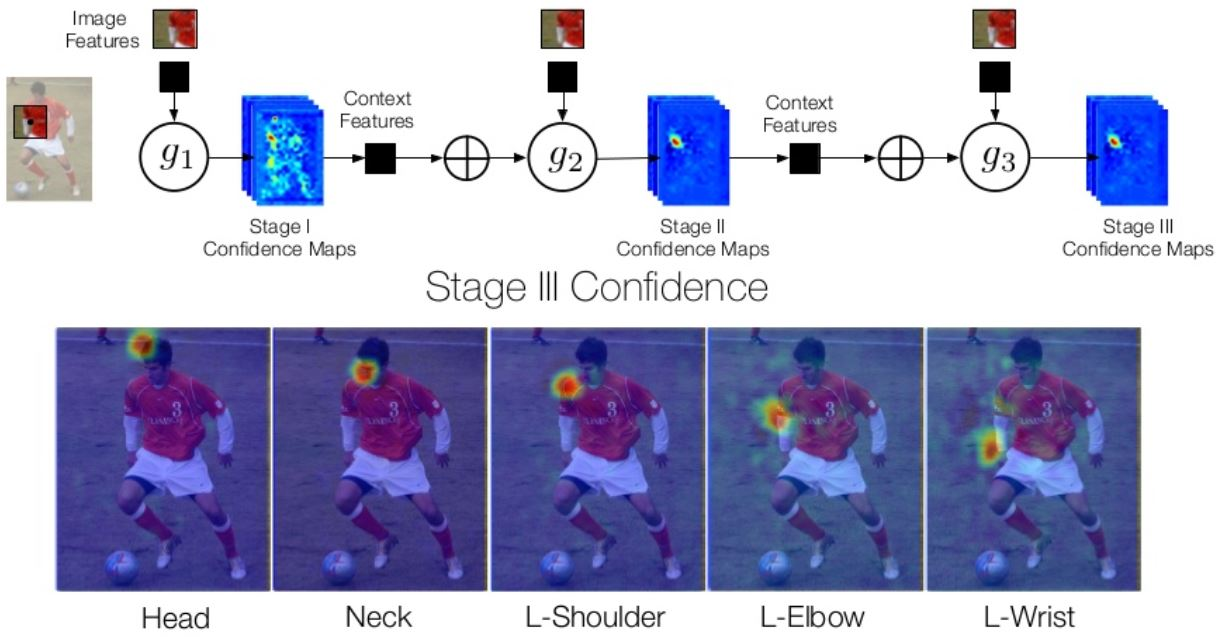 Image
Features
Context
Features
Context
Features
g1
g2
g3
Stage I
Confidence Maps
Stage II
Confidence Maps
Stage III
Confidence Maps
Stage III Confidence
3
3
3
3
3
Head
Neck
L-Shoulder
L-Elbow
L-Wrist